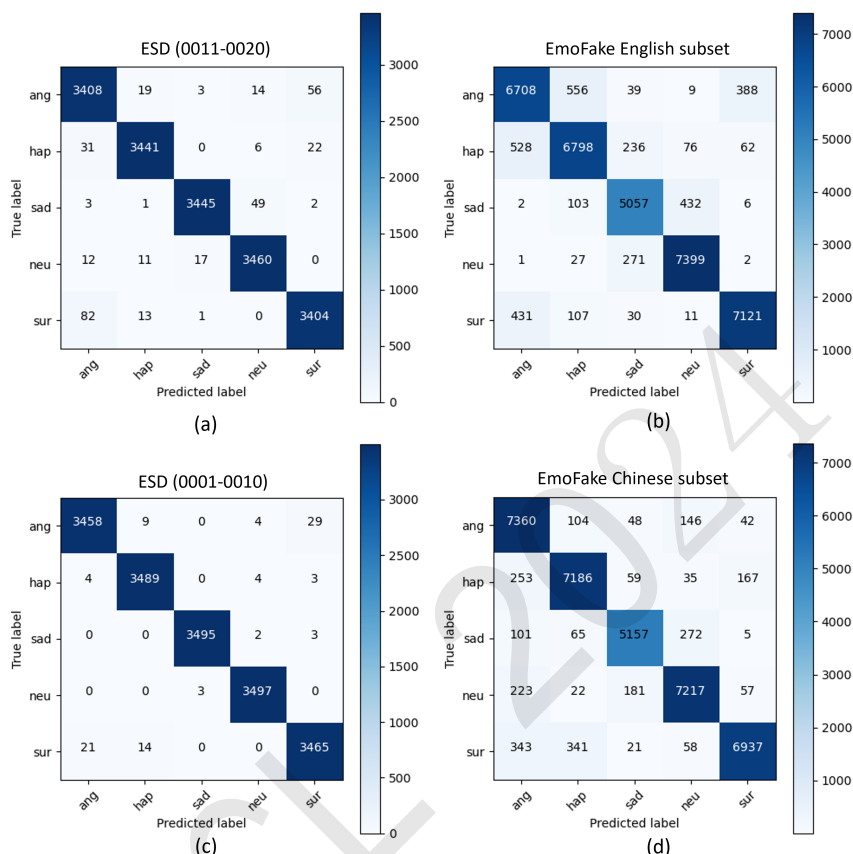 ESD (0011-0020)
ang 3408 19 3 14 56
hap 31 3441 0 6 22
sad 3 1 3445 49 2
neu 12 11 17 3460 0
sur 82 13 1 0 3404
ang hap sad neu sur
Predicted label
True label
3000
2500
2000
1500
1000
500
0
(a)
EmoFake English subset
ang 6708 556 39 9 388
hap 528 6798 236 76 62
sad 2 103 5057 432 6
neu 1 27 271 7399 2
sur 431 107 30 11 7121
ang hap sad neu sur
Predicted label
True label
7000
6000
5000
4000
3000
2000
1000
(b)
ESD (0001-0010)
ang 3458 9 0 4 29
hap 4 3489 0 4 3
sad 0 0 3495 2 3
neu 0 0 3 3497 0
sur 21 14 0 0 3465
ang hap sad neu sur
Predicted label
True label
3000
2500
2000
1500
1000
500
0
(c)
EmoFake Chinese subset
ang 7360 104 48 146 42
hap 253 7186 59 35 167
sad 101 65 5157 272 5
neu 223 22 181 7217 57
sur 343 341 21 58 6937
ang hap sad neu sur
Predicted label
True label
7000
6000
5000
4000
3000
2000
1000
(d)
2024